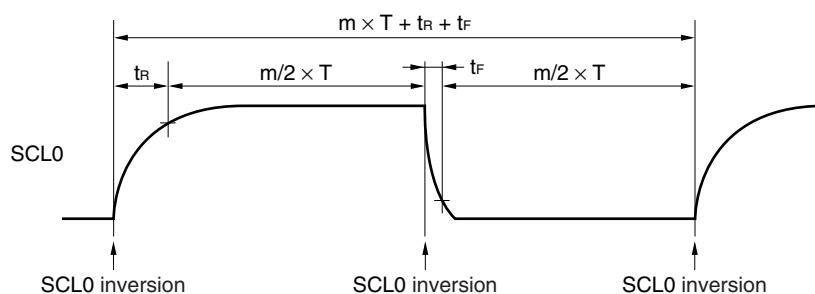 m × T + tR + tF
tR m/2 × T tF m/2 × T
SCL0
SCL0 inversion SCL0 inversion SCL0 inversion